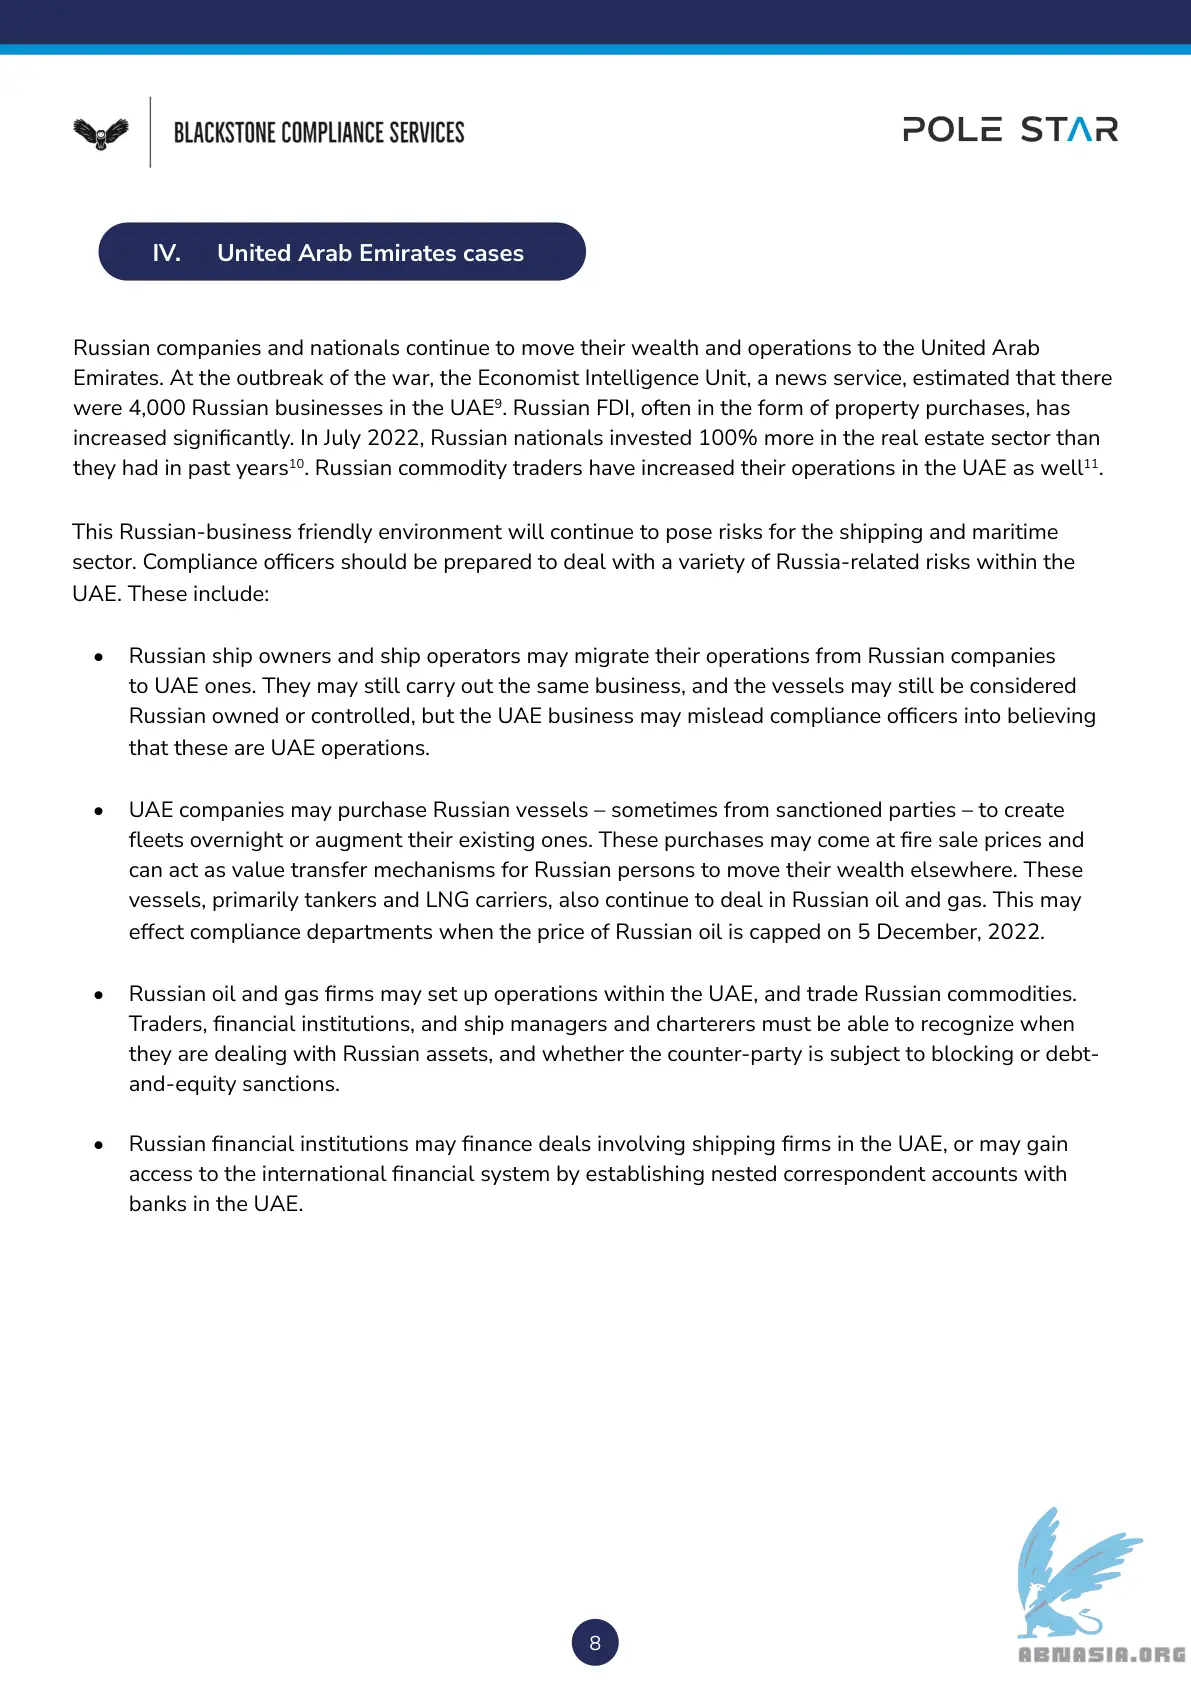 BLACKSTONE COMPLIANCE SERVICES
POLE STAR
IV. United Arab Emirates cases
Russian companies and nationals continue to move their wealth and operations to the United Arab
Emirates. At the outbreak of the war, the Economist Intelligence Unit, a news service, estimated that there
were 4,000 Russian businesses in the UAE⁹. Russian FDI, often in the form of property purchases, has
increased significantly. In July 2022, Russian nationals invested 100% more in the real estate sector than
they had in past years¹⁰. Russian commodity traders have increased their operations in the UAE as well¹¹.
This Russian-business friendly environment will continue to pose risks for the shipping and maritime
sector. Compliance officers should be prepared to deal with a variety of Russia-related risks within the
UAE. These include:
• Russian ship owners and ship operators may migrate their operations from Russian companies
to UAE ones. They may still carry out the same business, and the vessels may still be considered
Russian owned or controlled, but the UAE business may mislead compliance officers into believing
that these are UAE operations.
• UAE companies may purchase Russian vessels – sometimes from sanctioned parties – to create
fleets overnight or augment their existing ones. These purchases may come at fire sale prices and
can act as value transfer mechanisms for Russian persons to move their wealth elsewhere. These
vessels, primarily tankers and LNG carriers, also continue to deal in Russian oil and gas. This may
effect compliance departments when the price of Russian oil is capped on 5 December, 2022.
• Russian oil and gas firms may set up operations within the UAE, and trade Russian commodities.
Traders, financial institutions, and ship managers and charterers must be able to recognize when
they are dealing with Russian assets, and whether the counter-party is subject to blocking or debt-
and-equity sanctions.
• Russian financial institutions may finance deals involving shipping firms in the UAE, or may gain
access to the international financial system by establishing nested correspondent accounts with
banks in the UAE.
8
ABNASIA.ORG